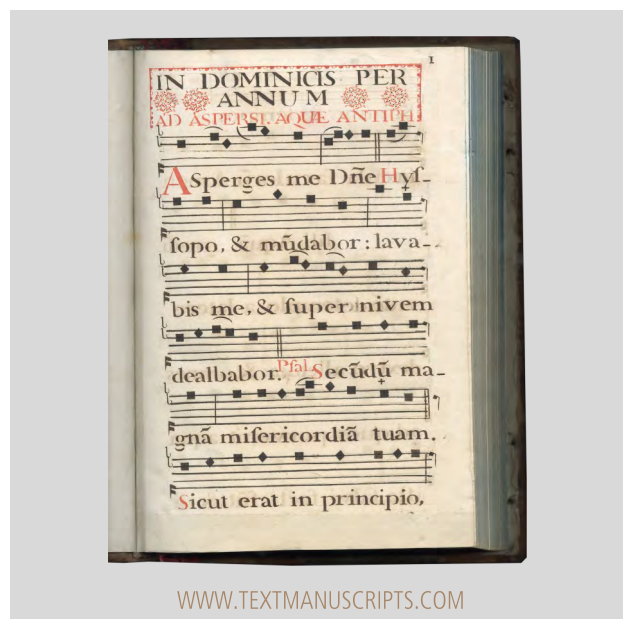 1
IN DOMINICIS PER
ANNUM
AD ASPERSI. AQUÆ ANTIPH.
ASperges me Dñe Hyſ-
ſopo, & mūdabor: lava-
bis me, & ſuper nivem
dealbabor. Pſal. Secūdū ma-
gnā miſericordiā tuam.
Sicut erat in principio,
WWW.TEXTMANUSCRIPTS.COM